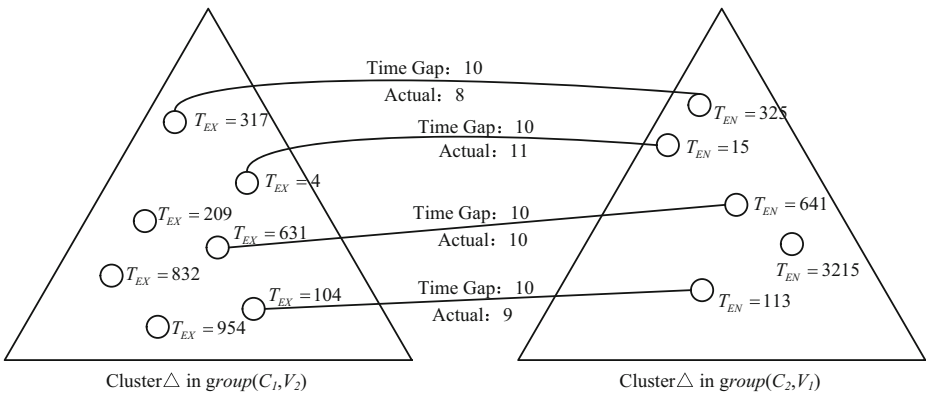 Time Gap：10
Actual：8
T_EX = 317
T_EN = 325
Time Gap：10
Actual：11
T_EN = 15
T_EX = 4
T_EX = 209
T_EX = 631
Time Gap：10
Actual：10
T_EN = 641
T_EX = 832
T_EN = 3215
T_EX = 104
Time Gap：10
Actual：9
T_EN = 113
T_EX = 954
Cluster△ in group(C₁,V₂)
Cluster△ in group(C₂,V₁)